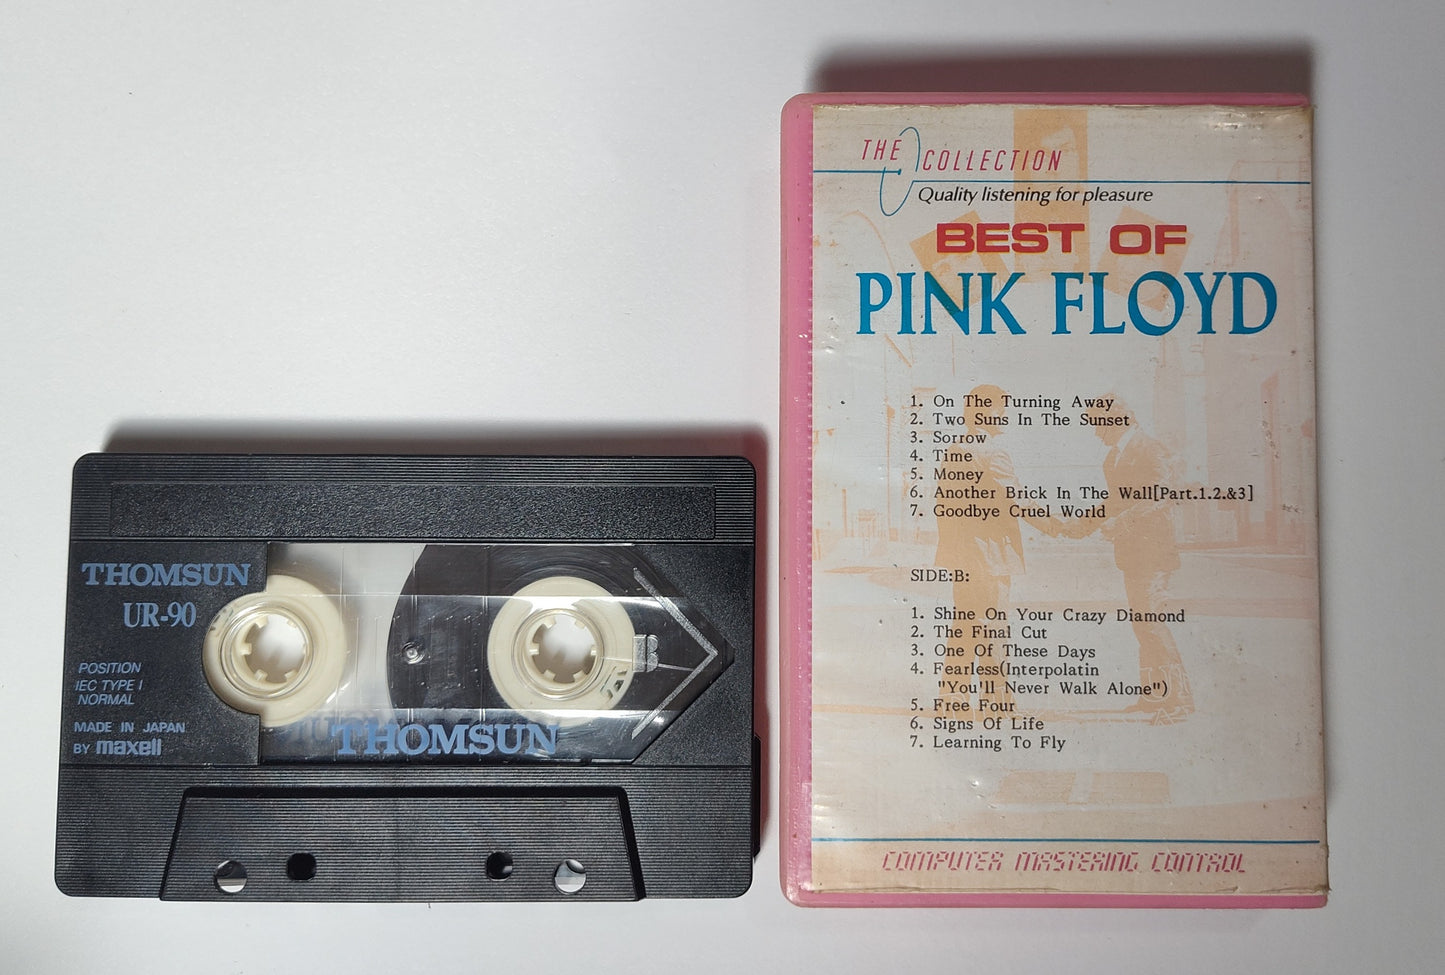 THOMSUN
UR-90
POSITION
IEC TYPE I
NORMAL
MADE IN JAPAN
BY maxell
B
THOMSUN
THE COLLECTION
Quality listening for pleasure
BEST OF
PINK FLOYD
1. On The Turning Away
2. Two Suns In The Sunset
3. Sorrow
4. Time
5. Money
6. Another Brick In The Wall[Part.1.2.&3]
7. Goodbye Cruel World
SIDE:B:
1. Shine On Your Crazy Diamond
2. The Final Cut
3. One Of These Days
4. Fearless(Interpolatin
"You'll Never Walk Alone")
5. Free Four
6. Signs Of Life
7. Learning To Fly
COMPUTER MASTERING CONTROL